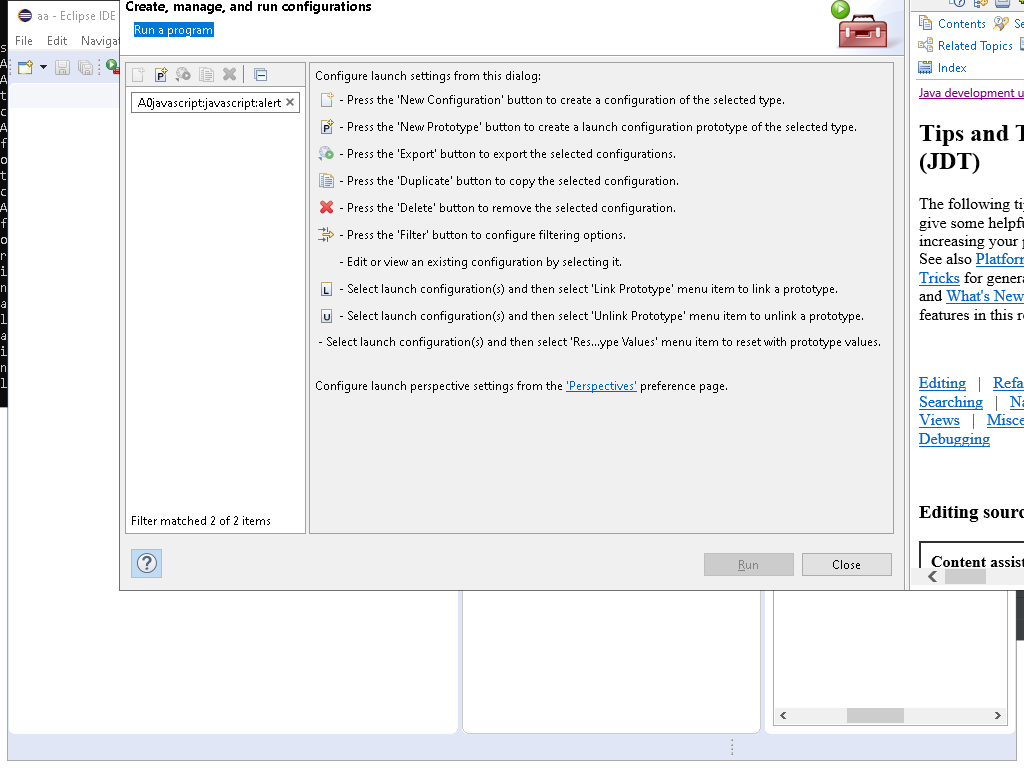 aa - Eclipse IDE
File Edit Navigat
Create, manage, and run configurations
Run a program
A0javascript:javascript:alert
Filter matched 2 of 2 items
Configure launch settings from this dialog:
- Press the 'New Configuration' button to create a configuration of the selected type.
- Press the 'New Prototype' button to create a launch configuration prototype of the selected type.
- Press the 'Export' button to export the selected configurations.
- Press the 'Duplicate' button to copy the selected configuration.
- Press the 'Delete' button to remove the selected configuration.
- Press the 'Filter' button to configure filtering options.
- Edit or view an existing configuration by selecting it.
L - Select launch configuration(s) and then select 'Link Prototype' menu item to link a prototype.
U - Select launch configuration(s) and then select 'Unlink Prototype' menu item to unlink a prototype.
- Select launch configuration(s) and then select 'Res...ype Values' menu item to reset with prototype values.
Configure launch perspective settings from the 'Perspectives' preference page.
Run
Close
Contents Se
Related Topics
Index
Java development u
Tips and T
(JDT)
The following ti
give some helpfu
increasing your p
See also Platforn
Tricks for genera
and What's New
features in this re
Editing | Refa
Searching | Na
Views | Misce
Debugging
Editing sourc
Content assist